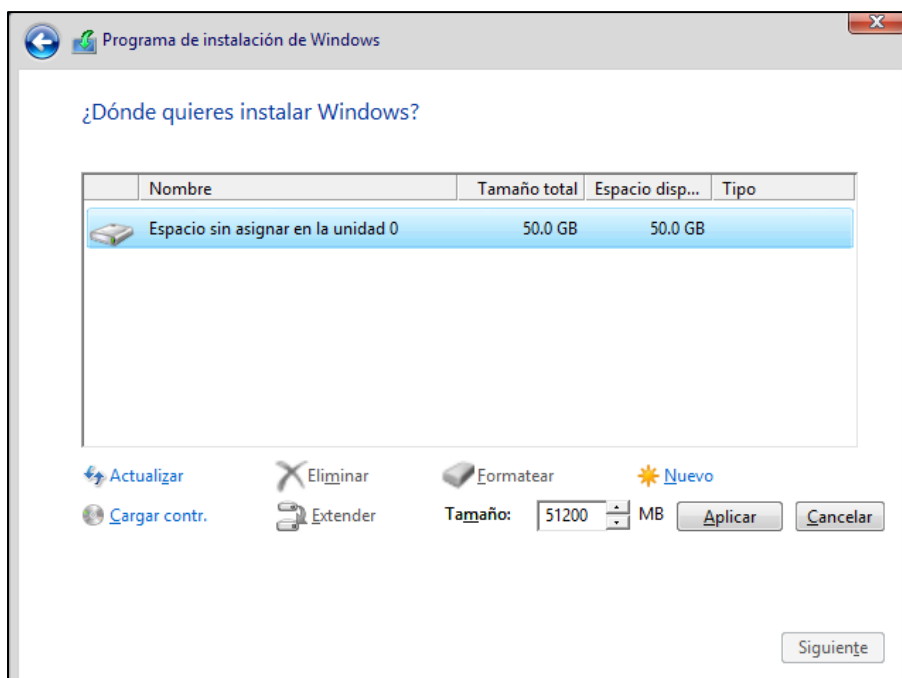 Programa de instalación de Windows
X
¿Dónde quieres instalar Windows?
Nombre Tamaño total Espacio disp... Tipo
Espacio sin asignar en la unidad 0 50.0 GB 50.0 GB
Actualizar Eliminar Formatear Nuevo
Cargar contr. Extender Tamaño: 51200 MB Aplicar Cancelar
Siguiente